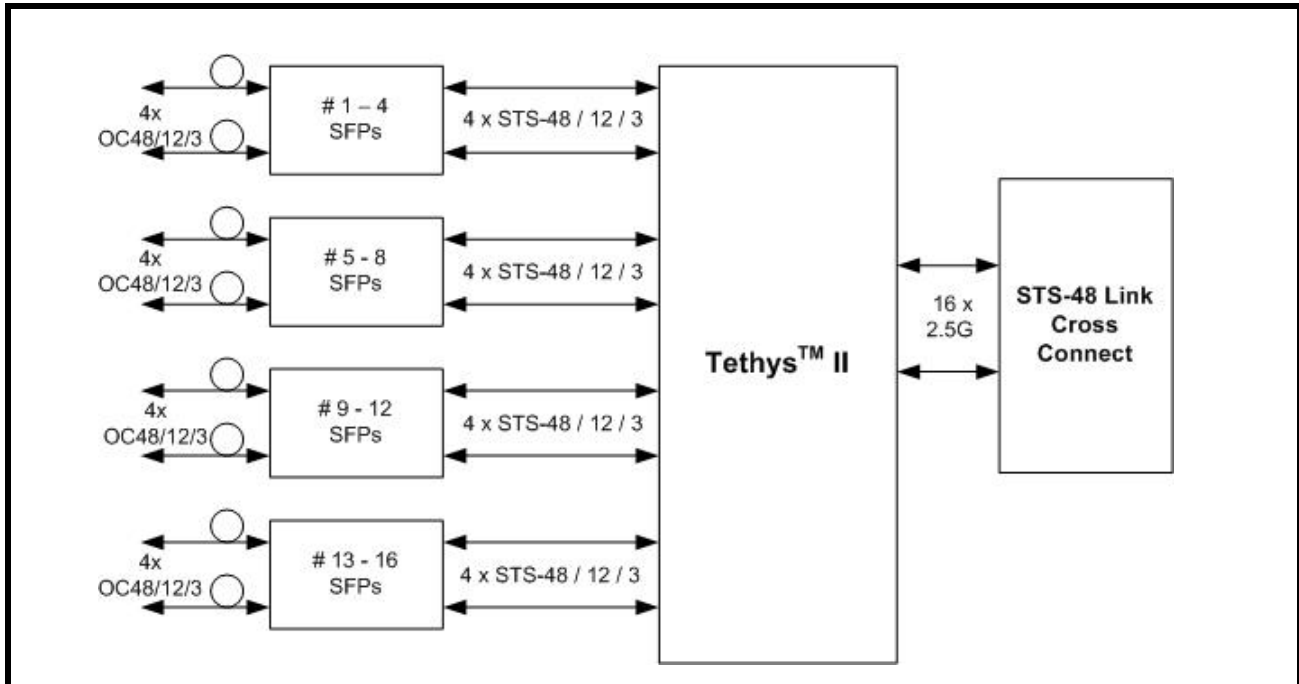 4x
OC48/12/3
# 1 – 4
SFPs
4 x STS-48 / 12 / 3
4x
OC48/12/3
# 5 - 8
SFPs
4 x STS-48 / 12 / 3
4x
OC48/12/3
# 9 - 12
SFPs
4 x STS-48 / 12 / 3
4x
OC48/12/3
# 13 - 16
SFPs
4 x STS-48 / 12 / 3
Tethys™ II
16 x
2.5G
STS-48 Link
Cross
Connect